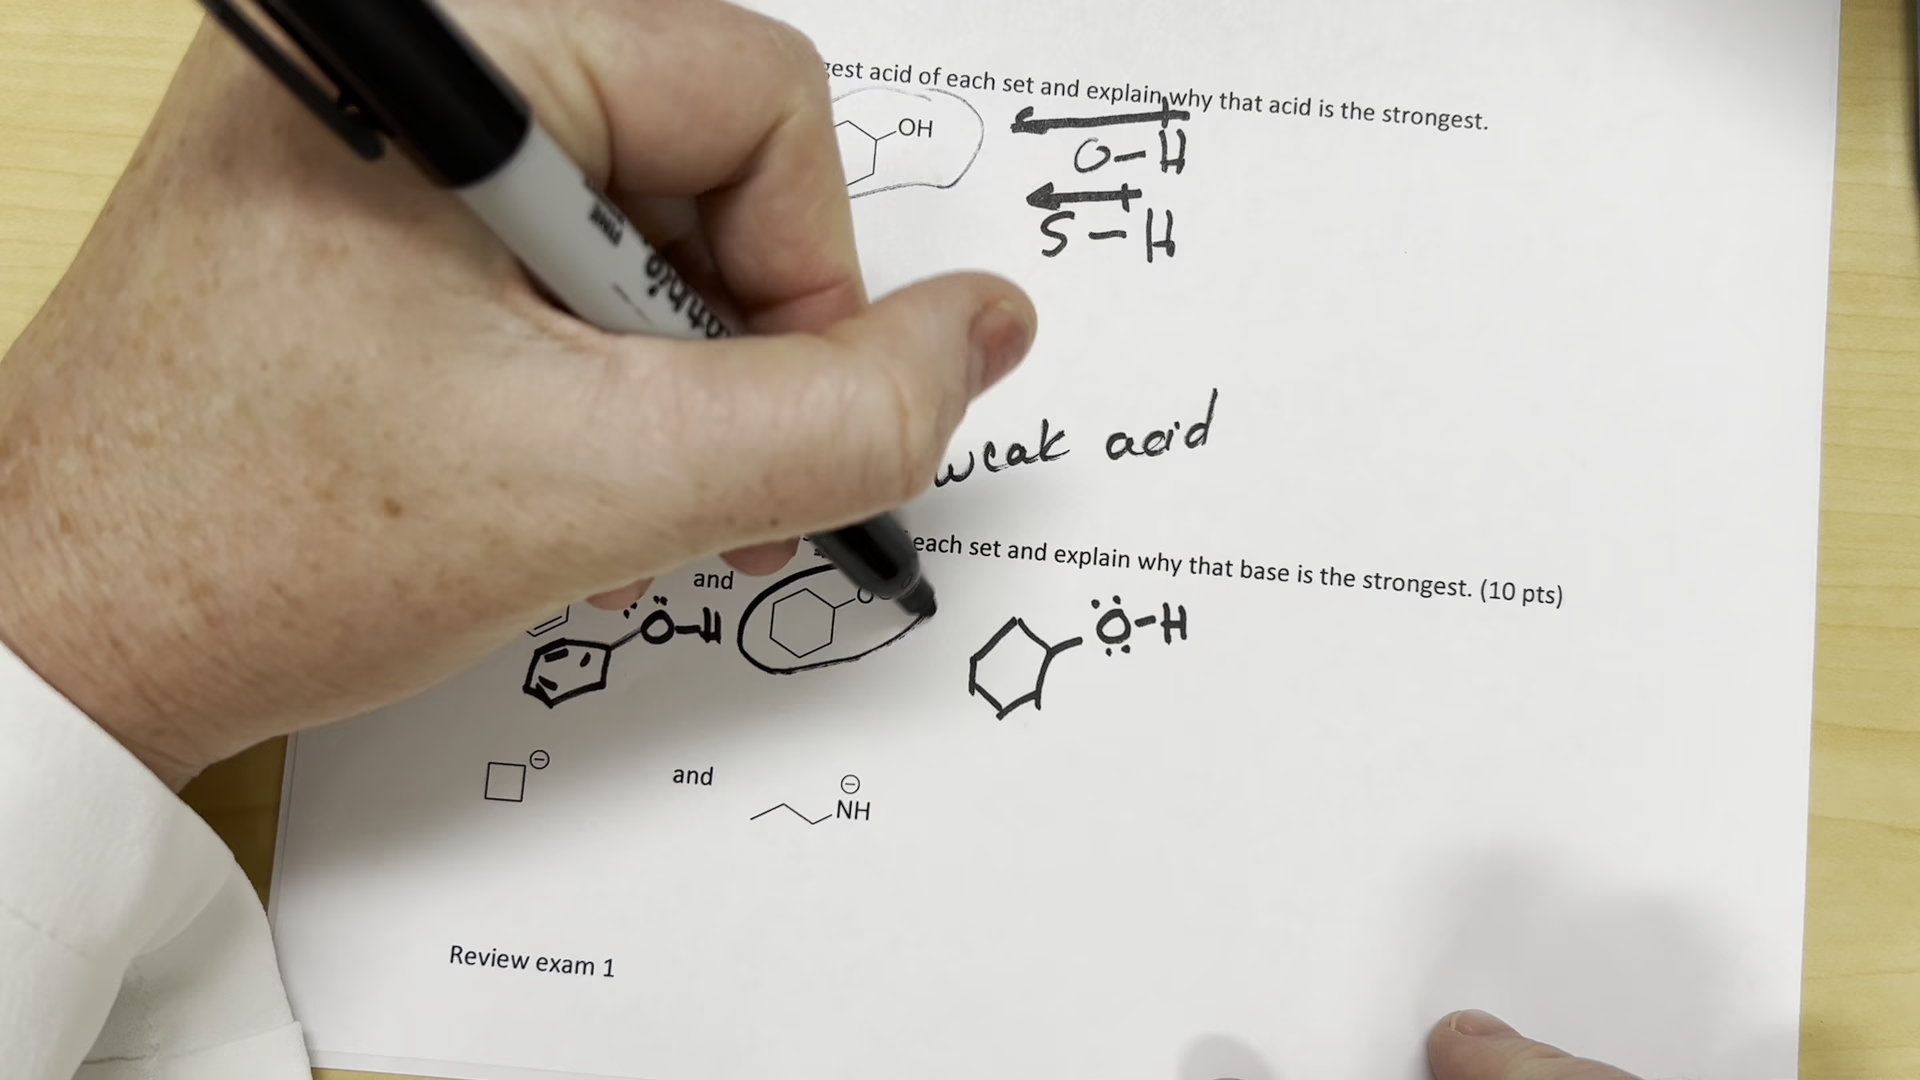 acid of each set and explain why that acid is the strongest.
OH
O-H
S-H
weak acid
each set and explain why that base is the strongest. (10 pts)
and
Ö-H
Ö-H
and
NH
Review exam 1